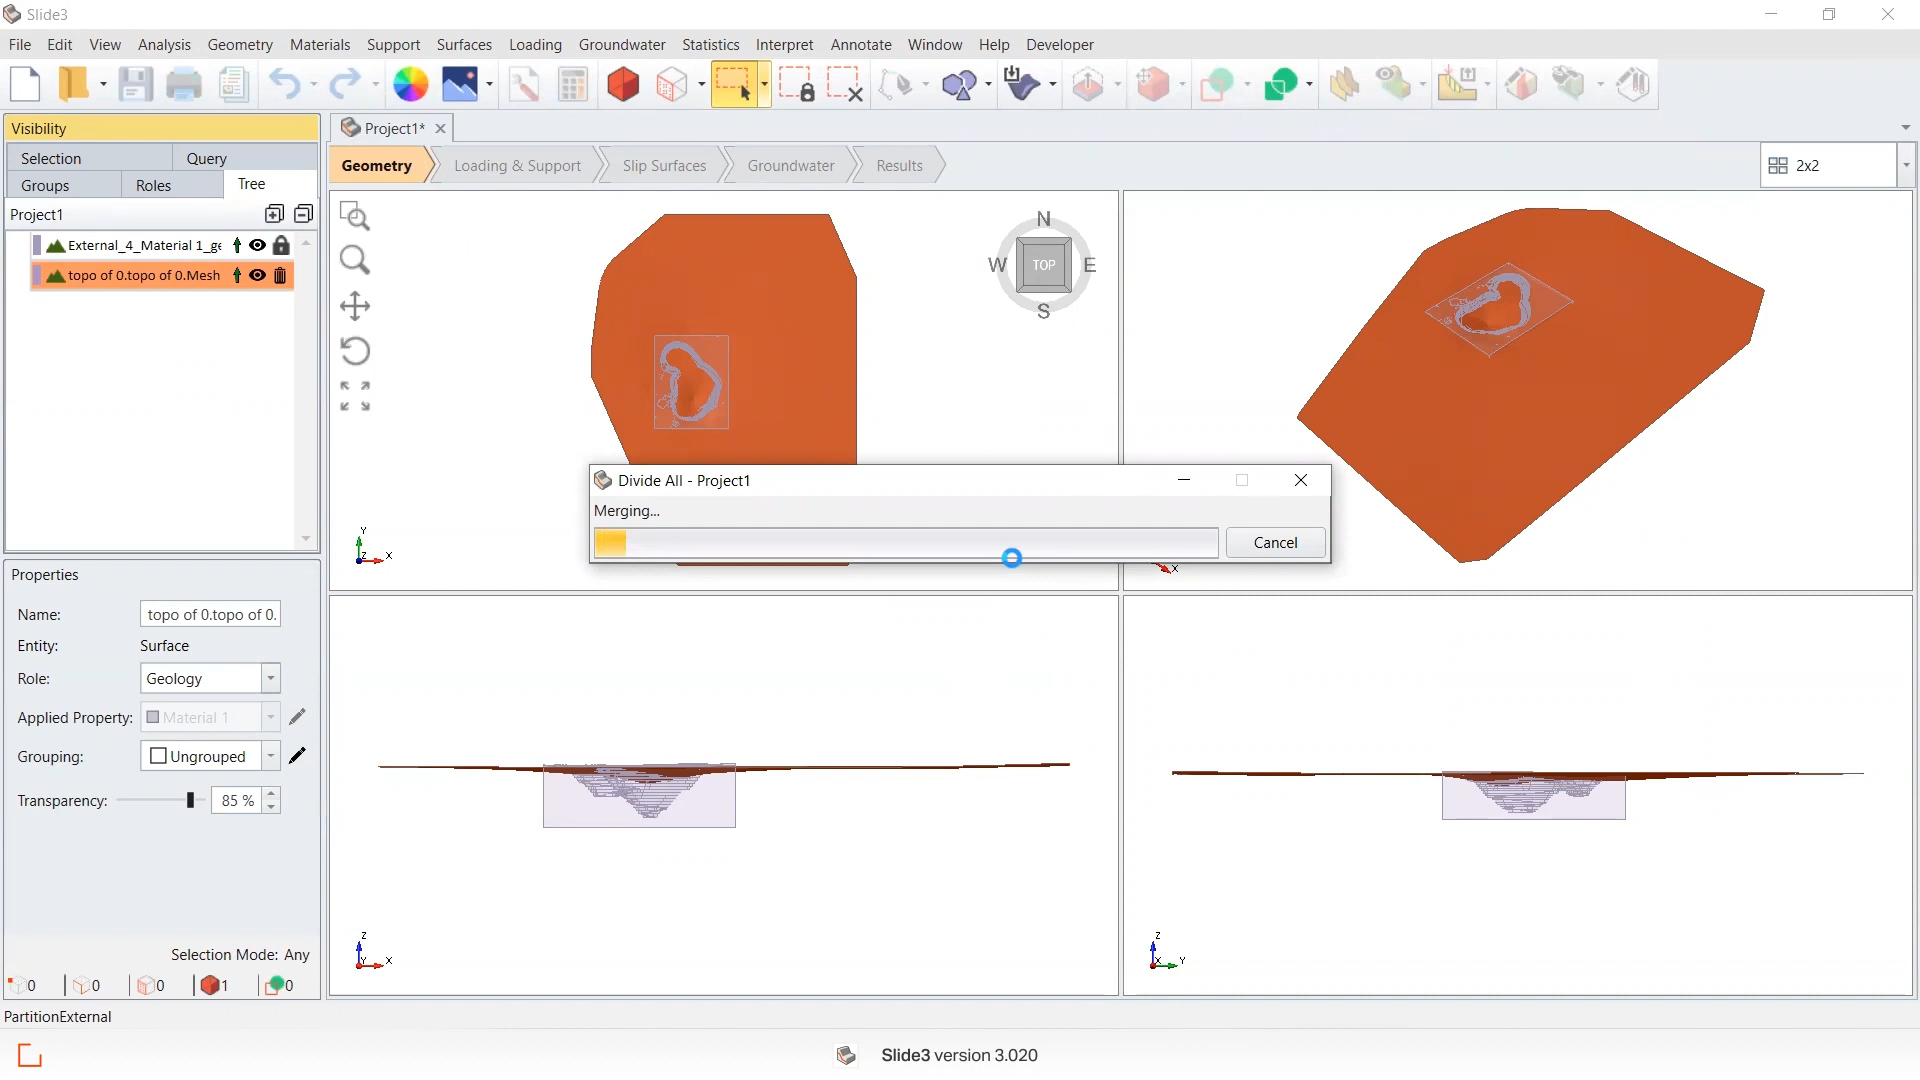 Slide3
File Edit View Analysis Geometry Materials Support Surfaces Loading Groundwater Statistics Interpret Annotate Window Help Developer
Visibility
Selection Query
Groups Roles Tree
Project1
External_4_Material 1_ge
topo of 0.topo of 0.Mesh
Project1*
Geometry Loading & Support Slip Surfaces Groundwater Results
2x2
N
W TOP E
S
Y
Z X
X
Divide All - Project1
Merging...
Cancel
Properties
Name: topo of 0.topo of 0.
Entity: Surface
Role: Geology
Applied Property: Material 1
Grouping: Ungrouped
Transparency: 85 %
Z
Y X
Z
X Y
Selection Mode: Any
0 0 0 1 0
PartitionExternal
Slide3 version 3.020